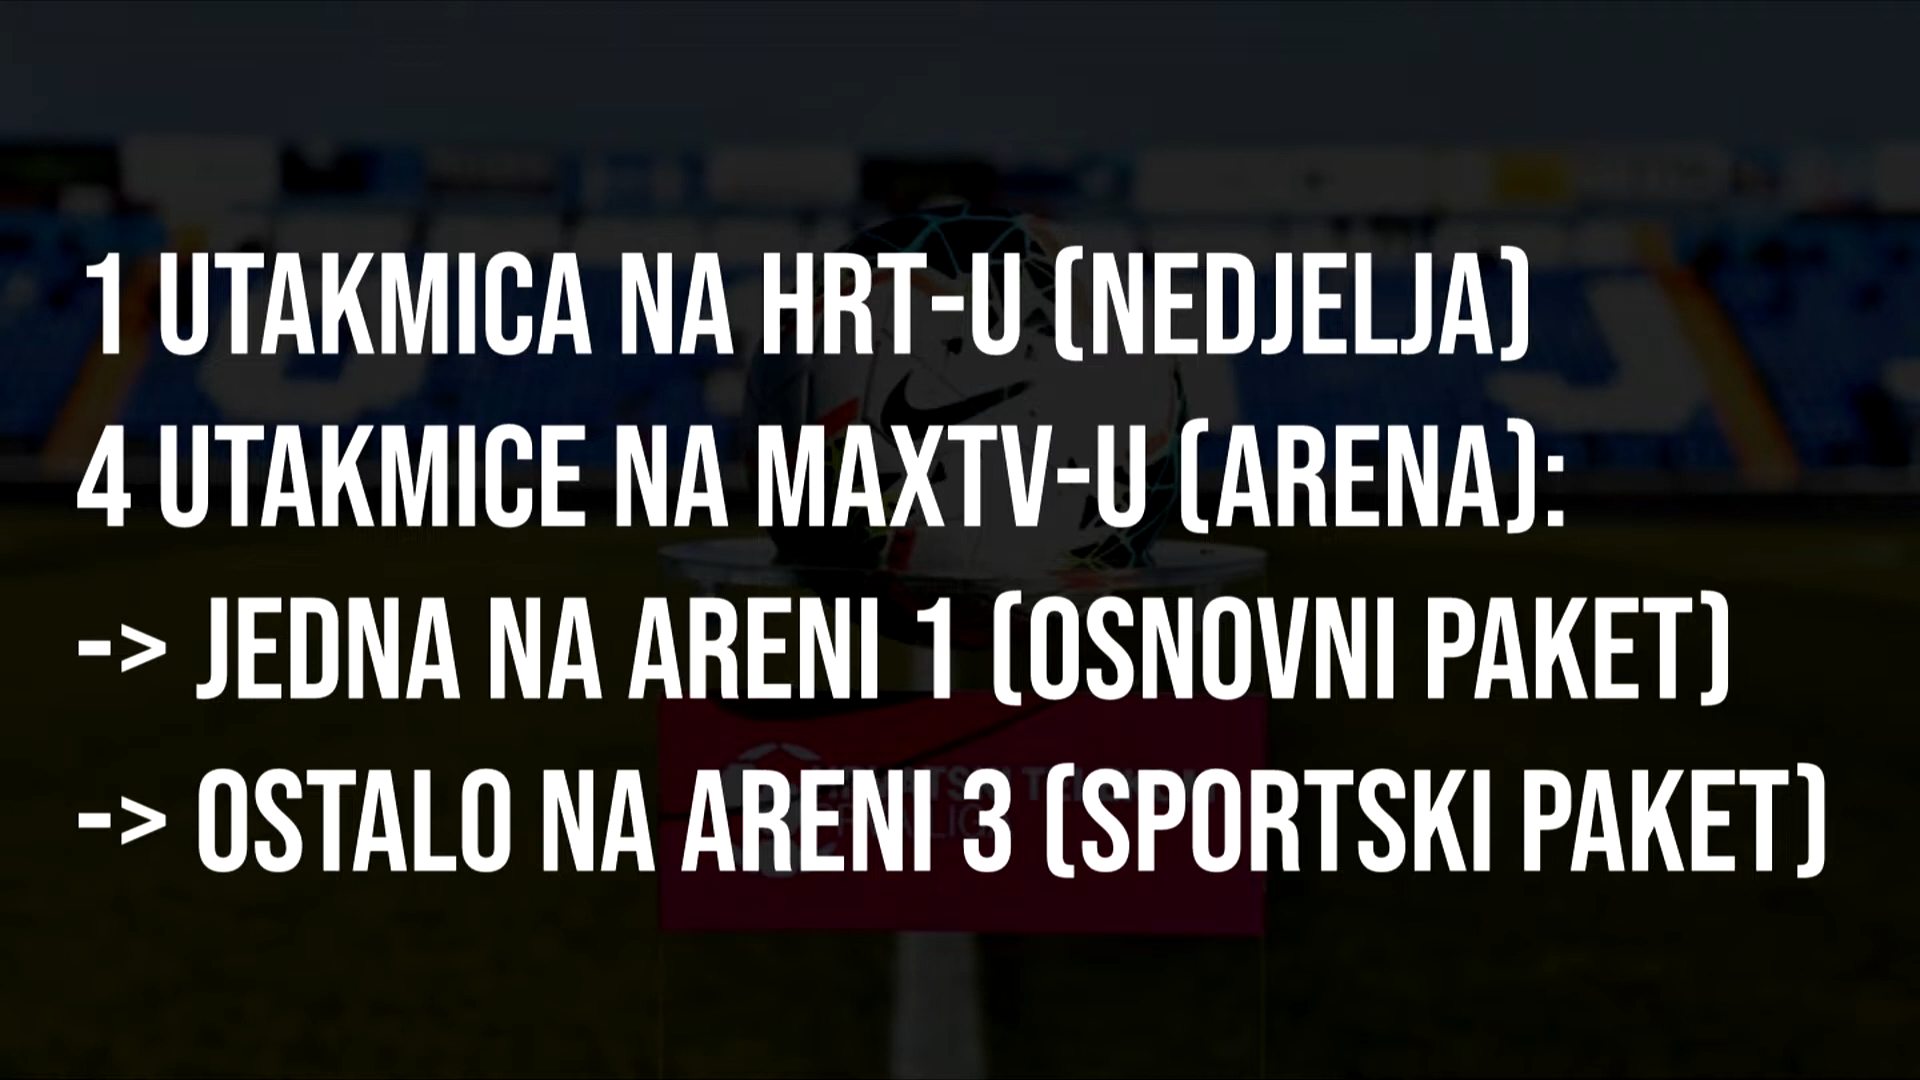 1 UTAKMICA NA HRT-U (NEDJELJA)
4 UTAKMICE NA MAXTV-U (ARENA):
-> JEDNA NA ARENI 1 (OSNOVNI PAKET)
-> OSTALO NA ARENI 3 (SPORTSKI PAKET)